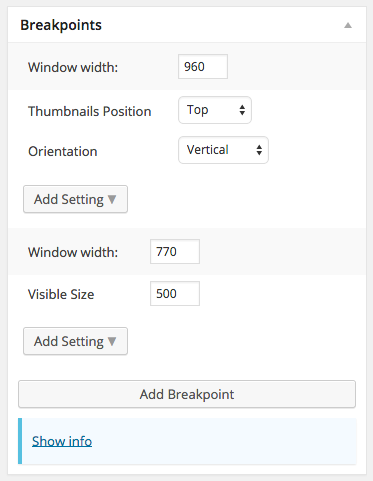 Breakpoints
Window width: 960
Thumbnails Position Top
Orientation Vertical
Add Setting
Window width: 770
Visible Size 500
Add Setting
Add Breakpoint
Show info